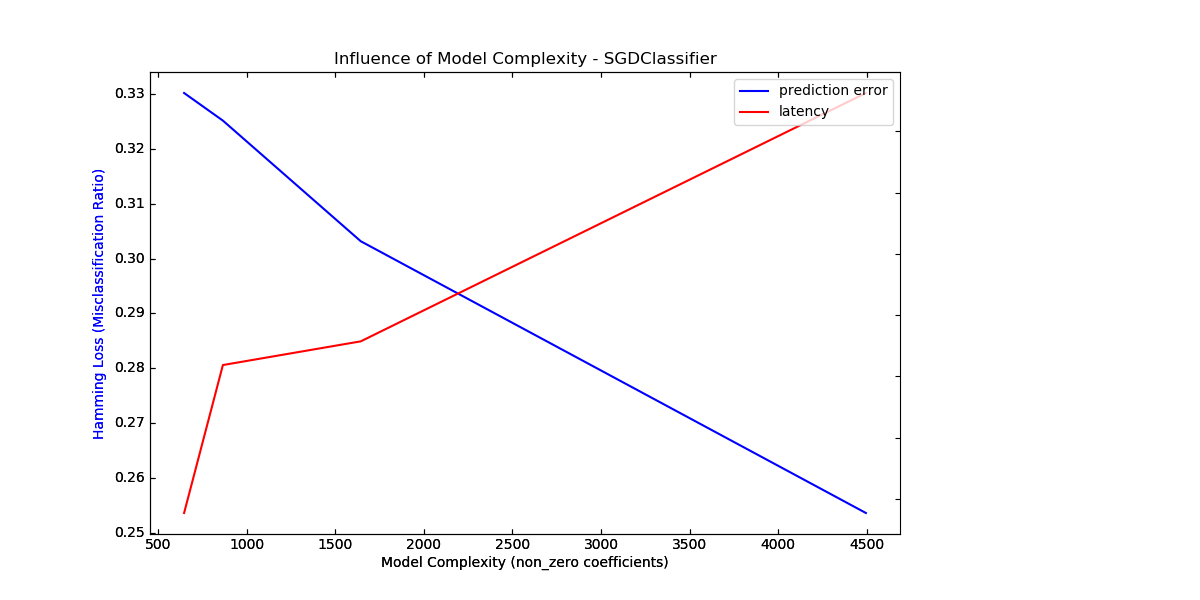 Influence of Model Complexity - SGDClassifier
prediction error
latency
0.33
0.32
0.31
0.30
0.29
0.28
0.27
0.26
0.25
Hamming Loss (Misclassification Ratio)
500 1000 1500 2000 2500 3000 3500 4000 4500
Model Complexity (non_zero coefficients)